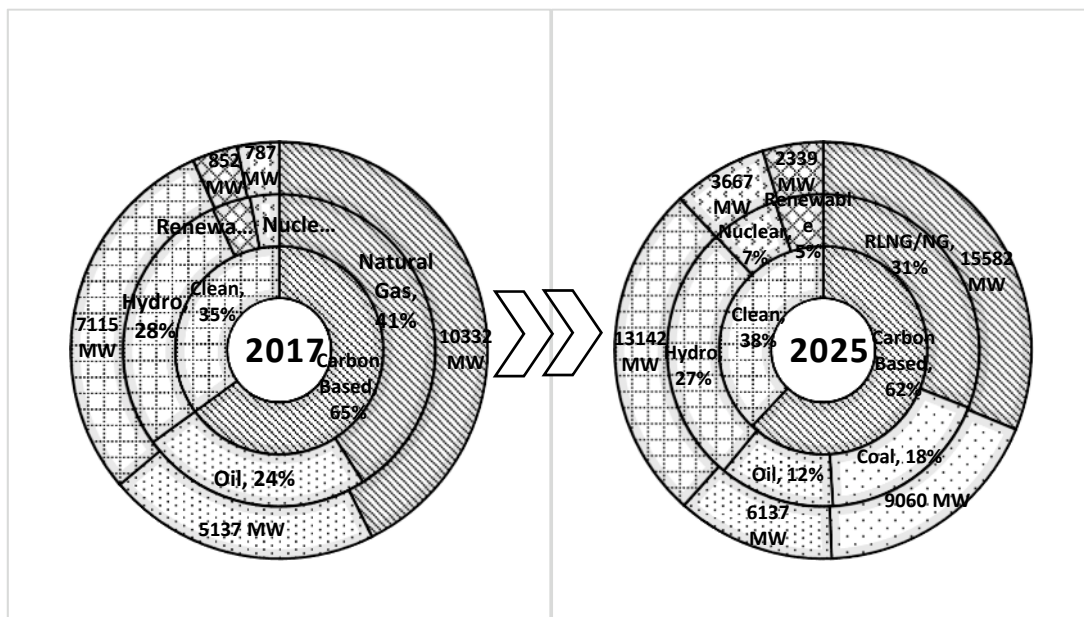 852
MW
787
MW
Renewa...
Nucle...
Natural
Gas,
41%
Clean,
35%
Hydro,
28%
7115
MW
10332
MW
2017
Carbon
Based,
65%
Oil, 24%
5137 MW
2339
MW
3667
MW
Renewabl
e
5%
Nuclear,
7%
RLNG/NG,
31%
15582
MW
Clean,
38%
13142
MW
Hydro
27%
2025
Carbon
Based,
62%
Oil, 12%
Coal, 18%
9060 MW
6137
MW